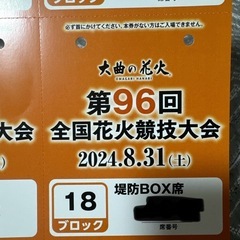 ※首に掛けてください。本券がない方はご入場できません。
大曲の花火
OMAGARI HANABI
第96回
大会
全国花火競技大会
2024.8.31(土)
堤防BOX席
18
ブロック
席番号